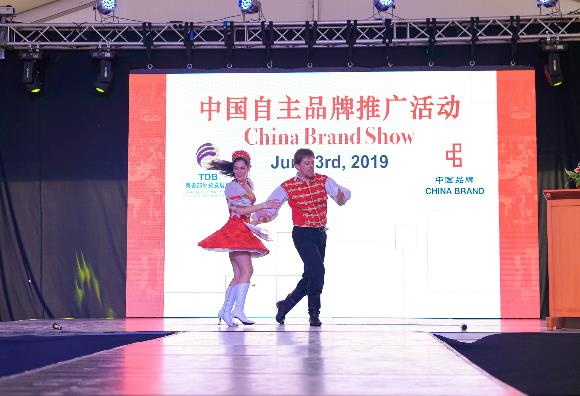 中国自主品牌推广活动
China Brand Show
3rd, 2019
TDB
中国品牌
CHINA BRAND